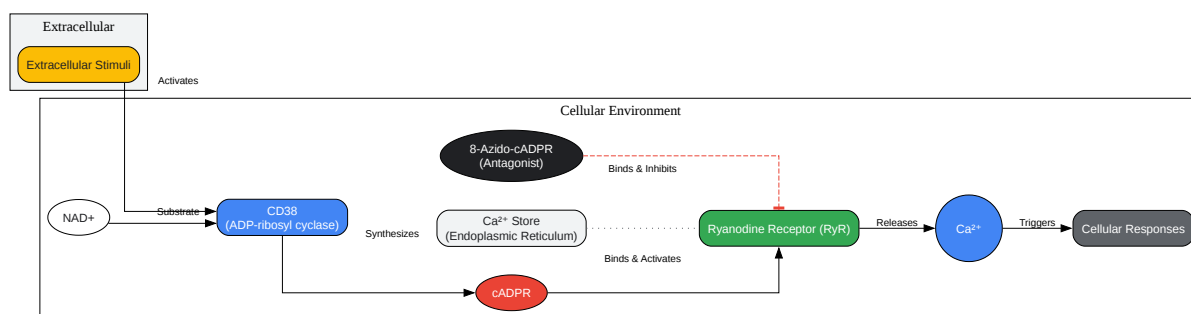 Extracellular
Extracellular Stimuli
Activates
Cellular Environment
8-Azido-cADPR
(Antagonist)
Binds & Inhibits
NAD+
Substrate
CD38
(ADP-ribosyl cyclase)
Synthesizes
Ca²⁺ Store
(Endoplasmic Reticulum)
Ryanodine Receptor (RyR)
Releases
Ca²⁺
Triggers
Cellular Responses
Binds & Activates
cADPR